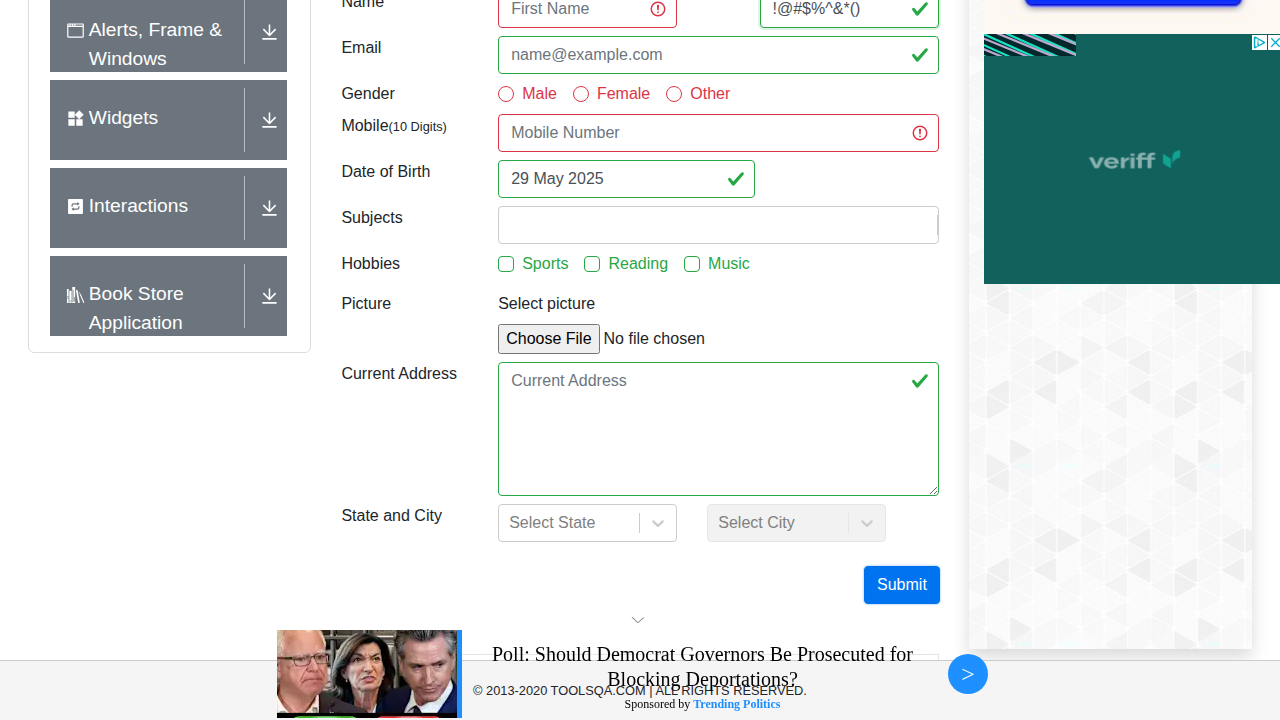 Name
First Name
!@#$%^&*()
Alerts, Frame &
Windows
Email
name@example.com
Gender
Male
Female
Other
Widgets
Mobile(10 Digits)
Mobile Number
Date of Birth
29 May 2025
Interactions
Subjects
Hobbies
Sports
Reading
Music
Book Store
Application
Picture
Select picture
Choose File No file chosen
Current Address
Current Address
State and City
Select State
Select City
Submit
veriff
Poll: Should Democrat Governors Be Prosecuted for
Blocking Deportations?
© 2013-2020 TOOLSQA.COM | ALL RIGHTS RESERVED.
Sponsored by Trending Politics
>